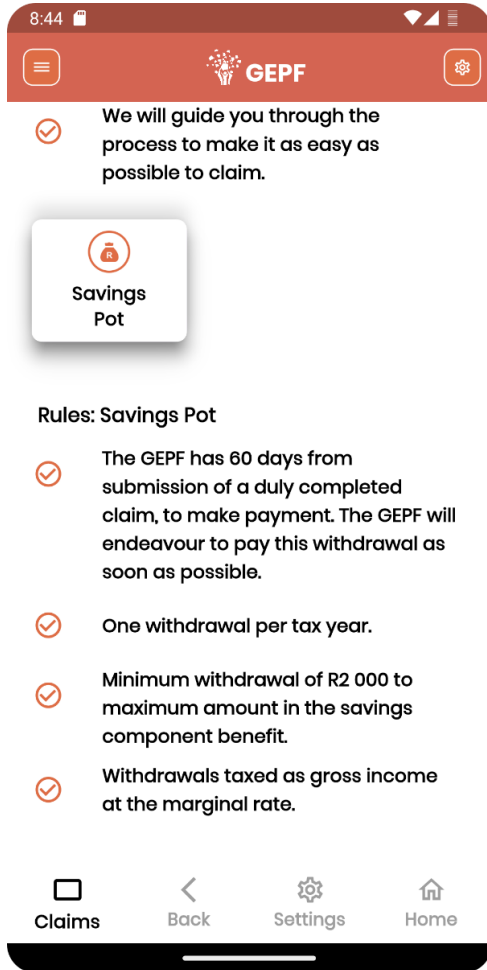 8:44
GEPF
We will guide you through the
process to make it as easy as
possible to claim.
R
Savings
Pot
Rules: Savings Pot
The GEPF has 60 days from
submission of a duly completed
claim, to make payment. The GEPF will
endeavour to pay this withdrawal as
soon as possible.
One withdrawal per tax year.
Minimum withdrawal of R2 000 to
maximum amount in the savings
component benefit.
Withdrawals taxed as gross income
at the marginal rate.
Claims
Back
Settings
Home